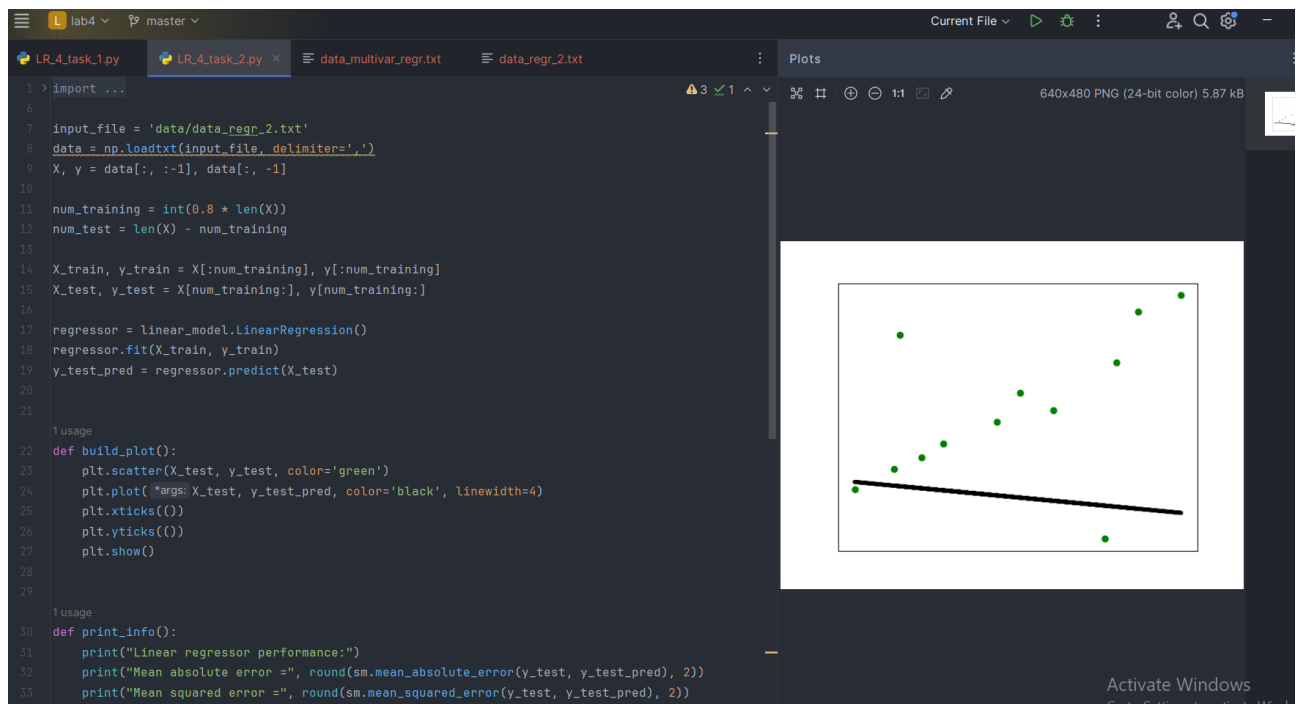 L lab4 master Current File
LR_4_task_1.py LR_4_task_2.py data_multivar_regr.txt data_regr_2.txt Plots
1 import ... 3 1 1:1 640x480 PNG (24-bit color) 5.87 kB
6
7 input_file = 'data/data_regr_2.txt'
8 data = np.loadtxt(input_file, delimiter=',')
9 X, y = data[:, :-1], data[:, -1]
10
11 num_training = int(0.8 * len(X))
12 num_test = len(X) - num_training
13
14 X_train, y_train = X[:num_training], y[:num_training]
15 X_test, y_test = X[num_training:], y[num_training:]
16
17 regressor = linear_model.LinearRegression()
18 regressor.fit(X_train, y_train)
19 y_test_pred = regressor.predict(X_test)
20
21
1 usage
22 def build_plot():
23 plt.scatter(X_test, y_test, color='green')
24 plt.plot( *args: X_test, y_test_pred, color='black', linewidth=4)
25 plt.xticks(())
26 plt.yticks(())
27 plt.show()
28
29
1 usage
30 def print_info():
31 print("Linear regressor performance:")
32 print("Mean absolute error =", round(sm.mean_absolute_error(y_test, y_test_pred), 2))
33 print("Mean squared error =", round(sm.mean_squared_error(y_test, y_test_pred), 2))
Activate Windows